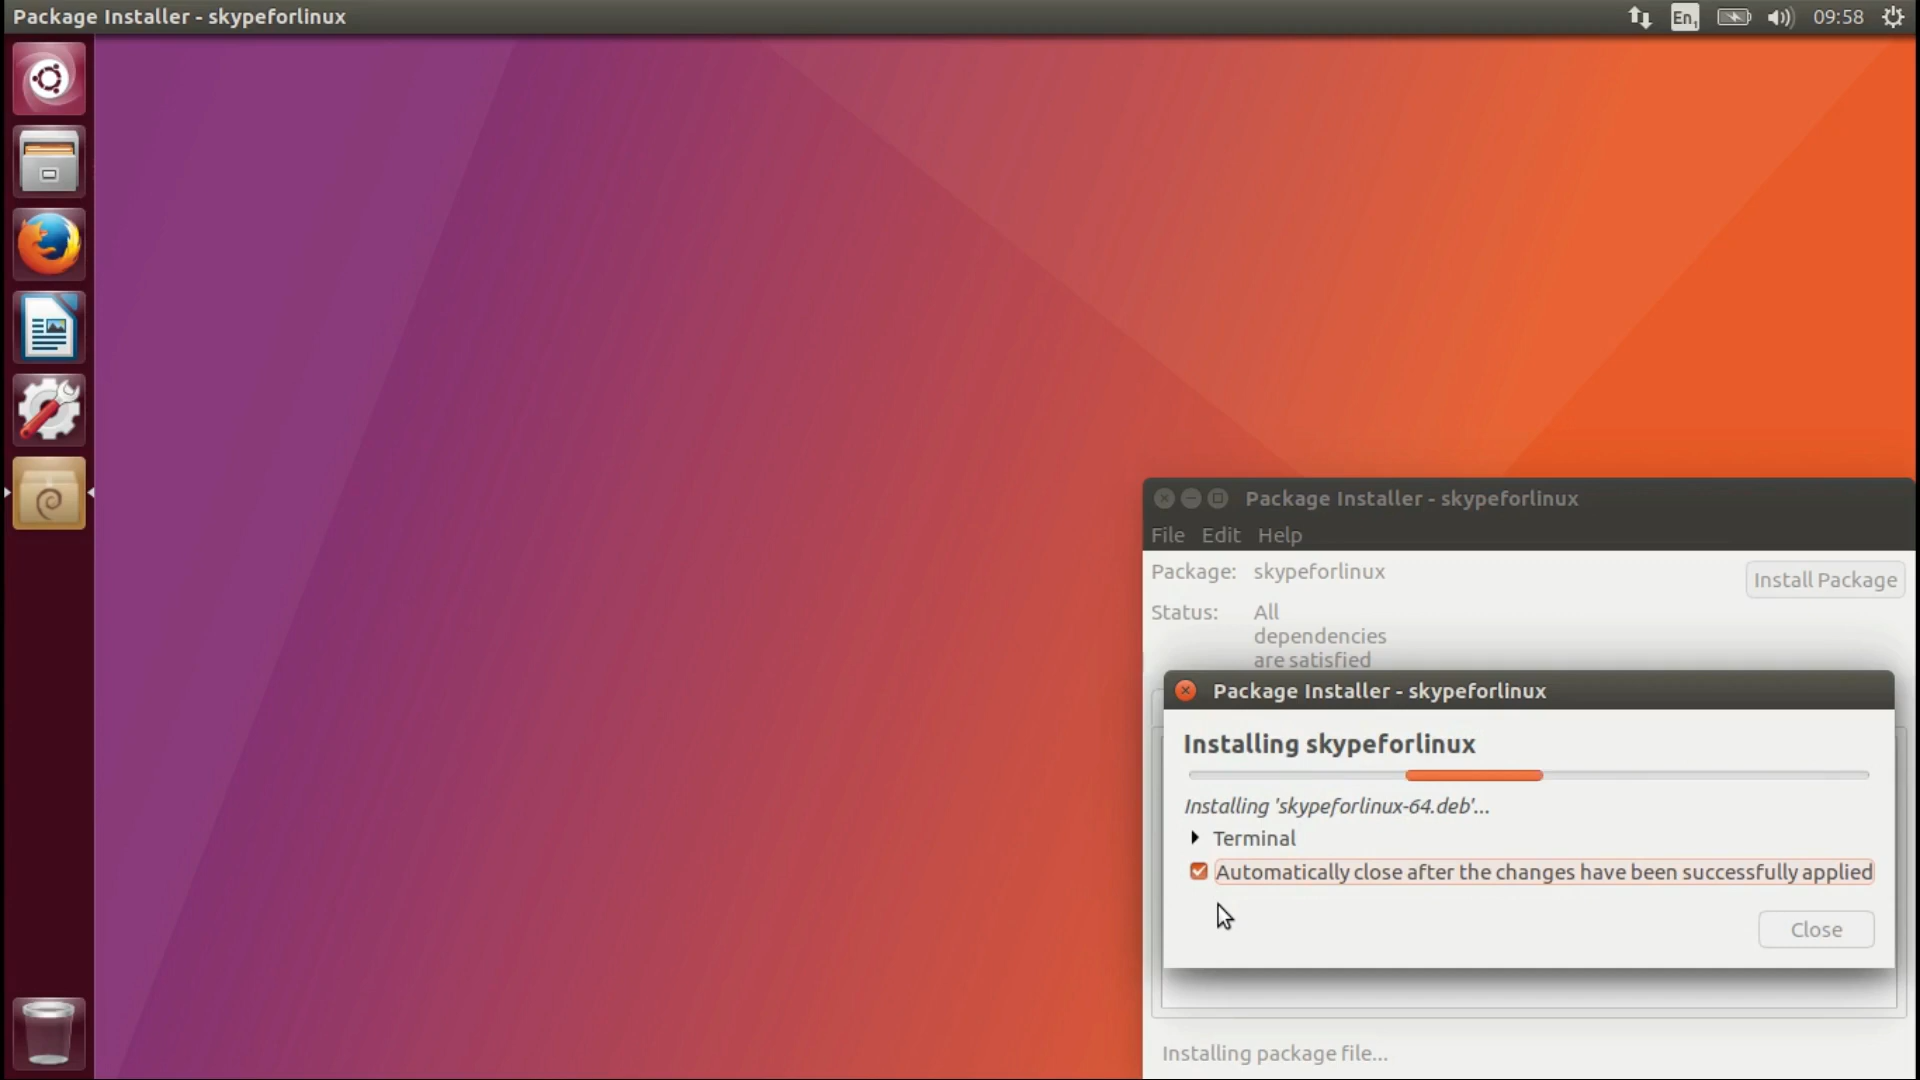 Package Installer - skypeforlinux
En1
09:58
Package Installer - skypeforlinux
File Edit Help
Package: skypeforlinux
Install Package
Status: All
dependencies
are satisfied
Package Installer - skypeforlinux
Installing skypeforlinux
Installing 'skypeforlinux-64.deb'...
Terminal
Automatically close after the changes have been successfully applied
Close
Installing package file...